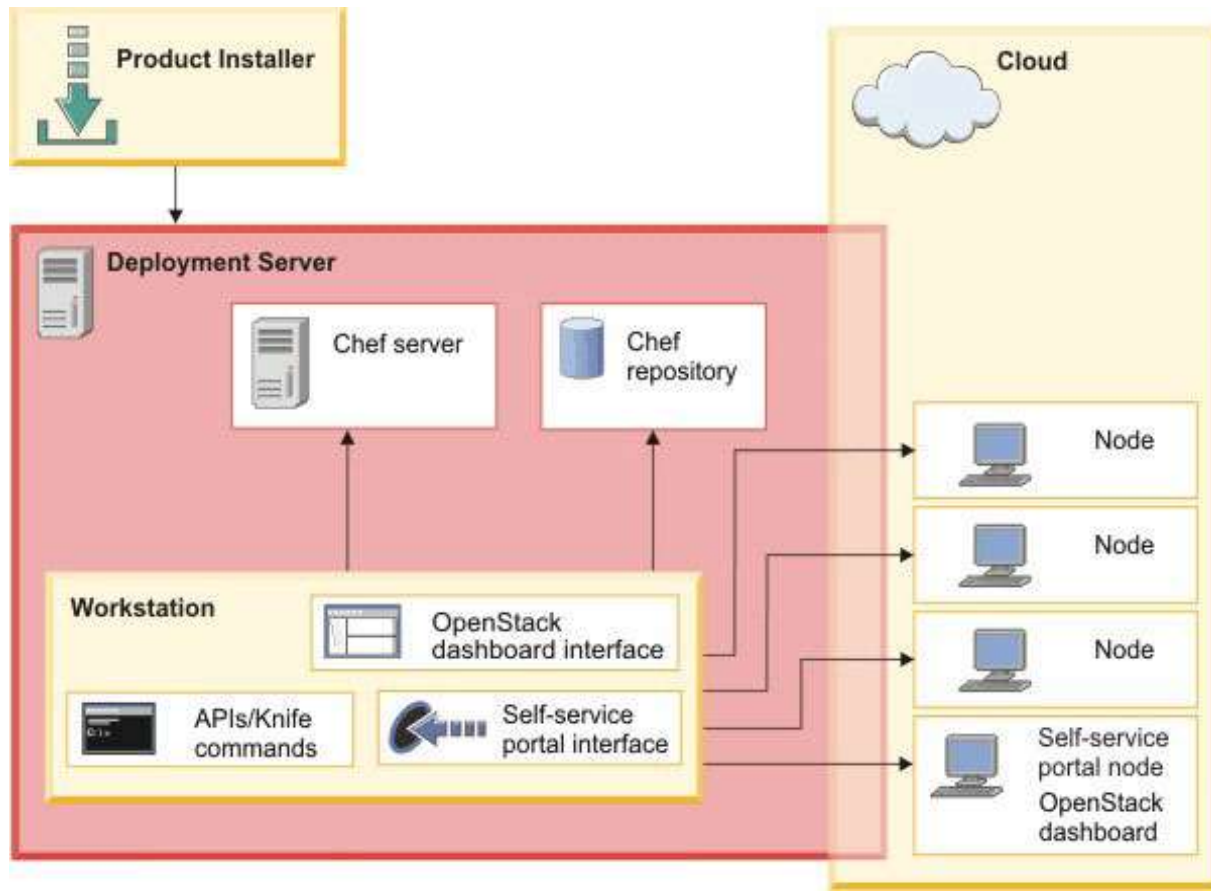 Product Installer
Cloud
Deployment Server
Chef server
Chef
repository
Node
Node
Node
Workstation
OpenStack
dashboard interface
APIs/Knife
commands
Self-service
portal interface
Self-service
portal node
OpenStack
dashboard